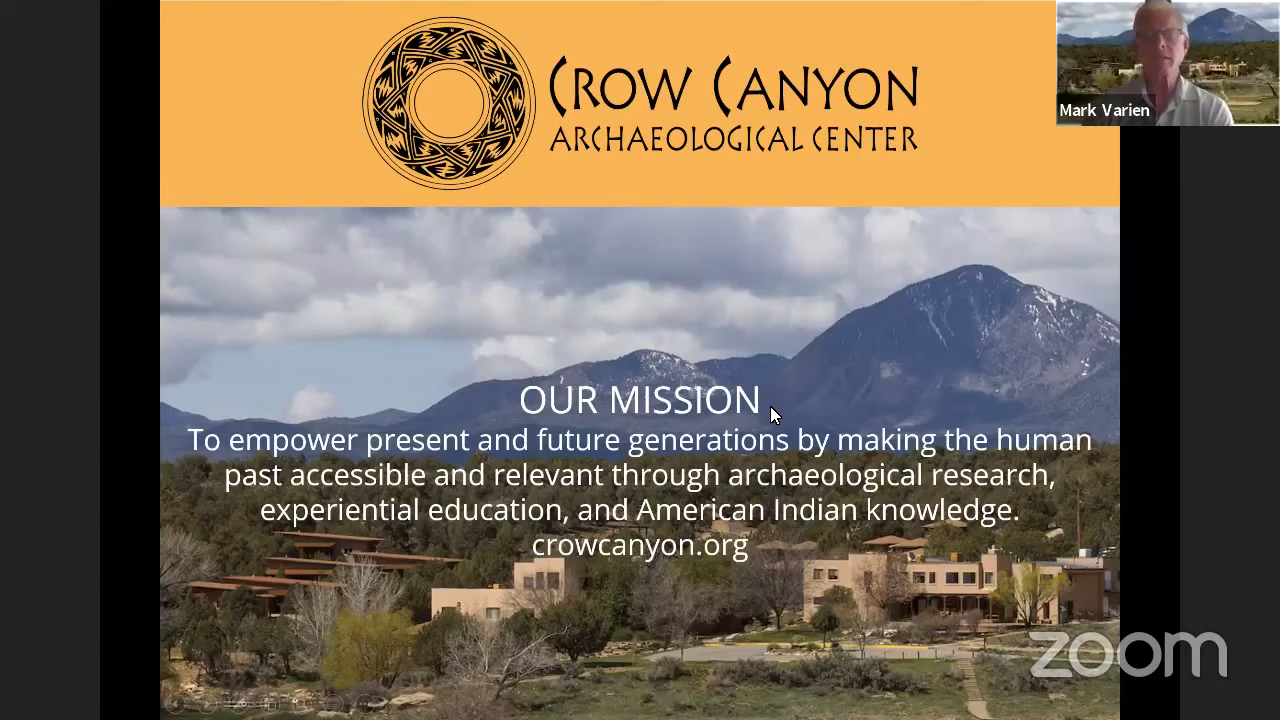 CROW CANYON
ARCHAEOLOGICAL CENTER
Mark Varien
OUR MISSION
To empower present and future generations by making the human
past accessible and relevant through archaeological research,
experiential education, and American Indian knowledge.
crowcanyon.org
zoom